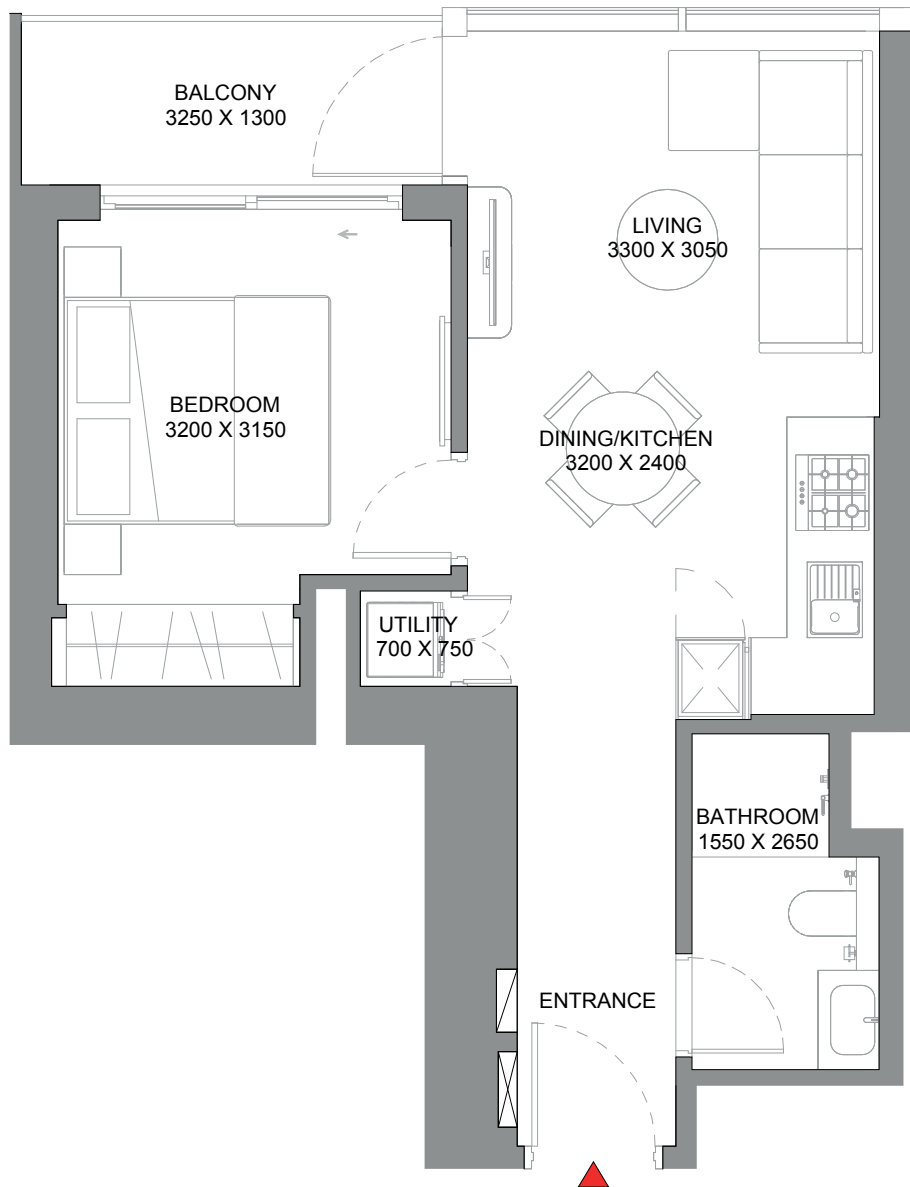 BALCONY
3250 X 1300
LIVING
3300 X 3050
BEDROOM
3200 X 3150
DINING/KITCHEN
3200 X 2400
UTILITY
700 X 750
BATHROOM
1550 X 2650
ENTRANCE